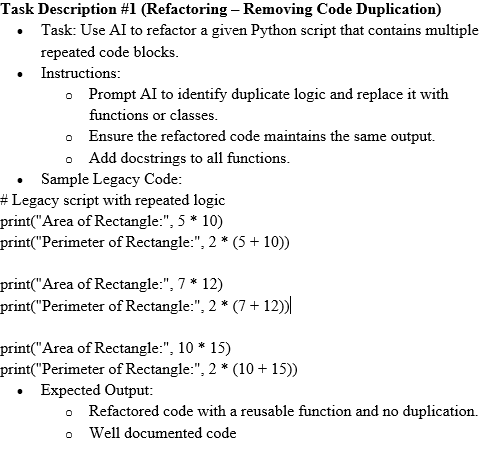 Task Description #1 (Refactoring – Removing Code Duplication)
• Task: Use AI to refactor a given Python script that contains multiple
repeated code blocks.
• Instructions:
o Prompt AI to identify duplicate logic and replace it with
functions or classes.
o Ensure the refactored code maintains the same output.
o Add docstrings to all functions.
• Sample Legacy Code:
# Legacy script with repeated logic
print("Area of Rectangle:", 5 * 10)
print("Perimeter of Rectangle:", 2 * (5 + 10))
print("Area of Rectangle:", 7 * 12)
print("Perimeter of Rectangle:", 2 * (7 + 12))
print("Area of Rectangle:", 10 * 15)
print("Perimeter of Rectangle:", 2 * (10 + 15))
• Expected Output:
o Refactored code with a reusable function and no duplication.
o Well documented code